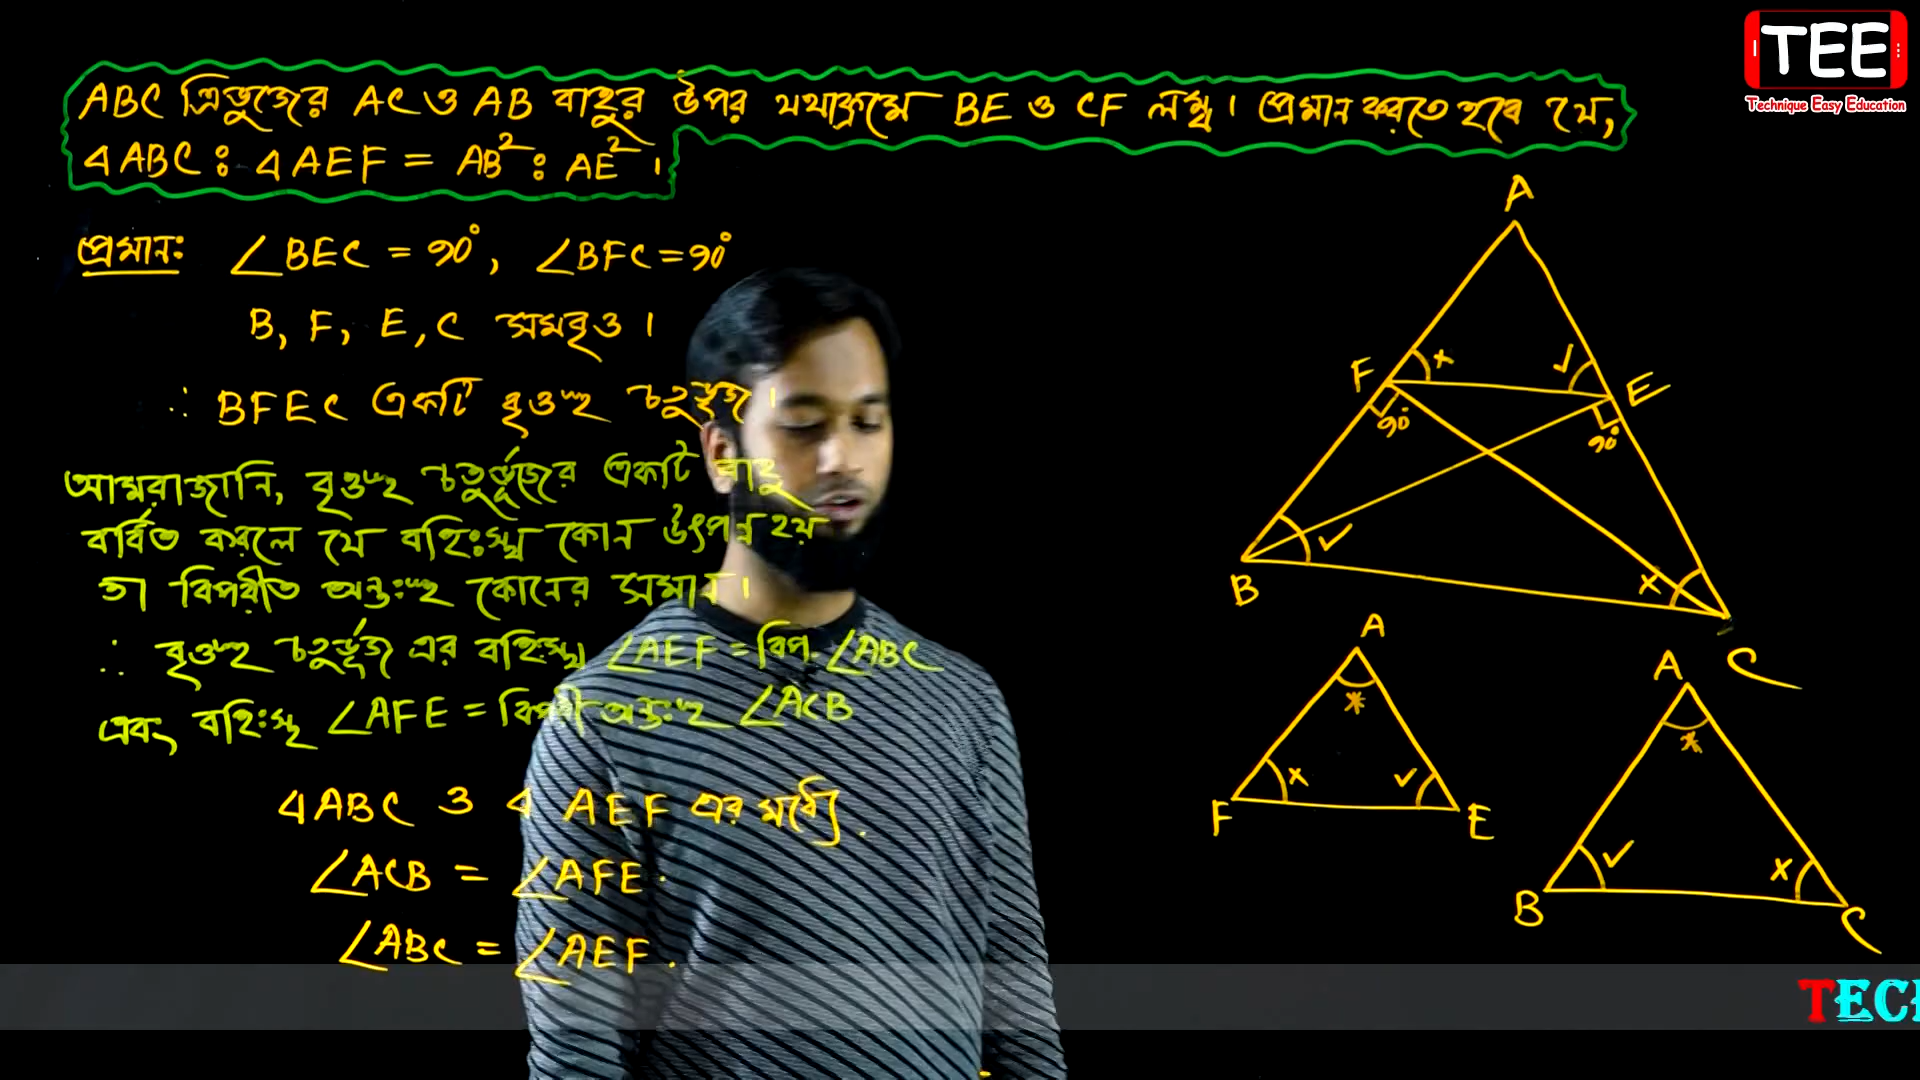 TEE
Technique Easy Education
ABC ত্রিভুজের AC ও AB বাহুর উপর যথাক্রমে BE ও CF লম্ব। প্রমান করতে হবে যে,
⊿ABC : ⊿AEF = AB² : AE² ।
প্রমান: ∠BEC = 90°, ∠BFC = 90°
B, F, E, C সমবৃত্ত।
∴ BFEC একটি বৃত্তস্থ চতুর্ভুজ।
আমরা জানি, বৃত্তস্থ চতুর্ভূজের একটি বাহু
বর্ধিত করলে যে বহিঃস্থ কোন উৎপন্ন হয়
তা বিপরীত অন্তঃস্থ কোনের সমান।
∴ বৃত্তস্থ চতুর্ভূজ এর বহিঃস্থ ∠AEF = বিপ. ∠ABC
এবং বহিঃস্থ ∠AFE = বিপরী অন্তঃস্থ ∠ACB
⊿ABC ও ⊿AEF এর মধ্যে.
∠ACB = ∠AFE.
∠ABC = ∠AEF.
A
F x ✓ E
90° 90°
B ✓ x C
A
*
x ✓
F E
A
*
✓ x
B C
TECH